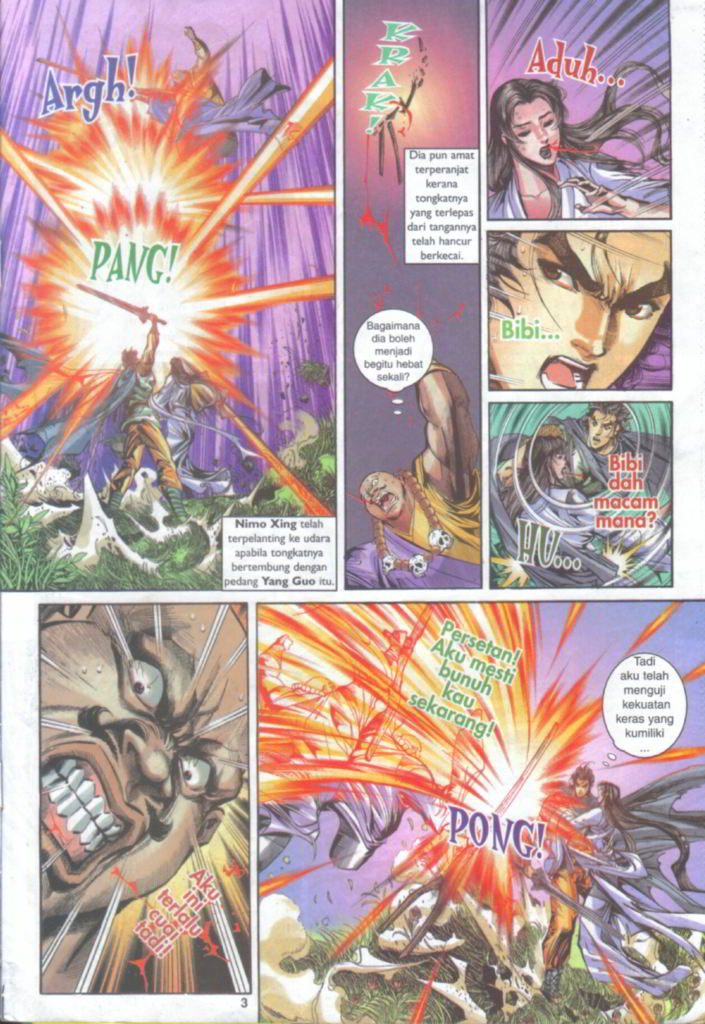 Argh!
PANG!
Nimo Xing telah
terpelanting ke udara
apabila tongkatnya
bertembung dengan
pedang Yang Guo itu.
KRAK!
Dia pun amat
terperanjat
kerana
tongkatnya
yang terlepas
dari tangannya
telah hancur
berkecai.
Bagaimana
dia boleh
menjadi
begitu hebat
sekali?
Aduh...
Bibi...
Bibi
dah
macam
mana?
HU...
Aku
ini
terlalu
cuai
tadi!
Persetan!
Aku mesti
bunuh
kau
sekarang!
PONG!
Tadi
aku telah
menguji
kekuatan
keras yang
kumiliki
...
3